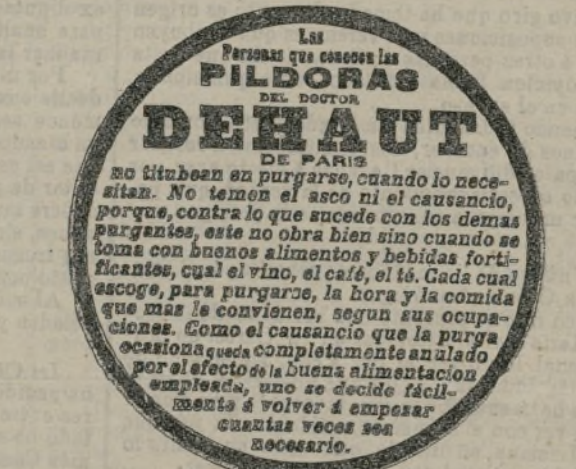 Las
Personas que conocen las
PILDORAS
DEL DOCTOR
DEHAUT
DE PARIS
no titubean en purgarse, cuando lo nece-
sitan. No temen el asco ni el causancio,
porque, contra lo que sucede con los demas
purgantes, este no obra bien sino cuando se
toma con buenos alimentos y bebidas forti-
ficantes, cual el vino, el café, el té. Cada cual
escoge, para purgarse, la hora y la comida
que mas le convienen, segun sus ocupa-
ciones. Como el causancio que la purga
ocasiona queda completamente anulado
por el efecto de la buena alimentacion
empleada, uno se decide fácil-
mente á volver á empezar
cuantas veces sea
necesario.